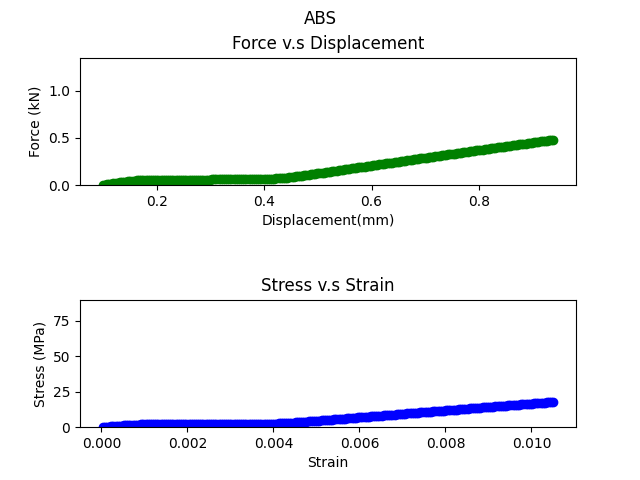 ABS
Force v.s Displacement
1.0
0.5
0.0
Force (kN)
0.2 0.4 0.6 0.8
Displacement(mm)
Stress v.s Strain
75
50
25
0
Stress (MPa)
0.000 0.002 0.004 0.006 0.008 0.010
Strain